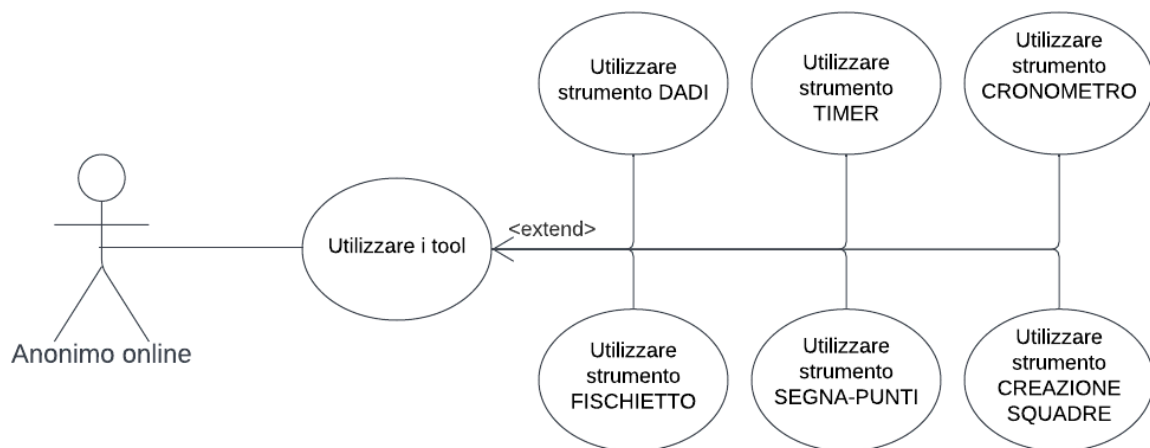 Utilizzare
strumento DADI
Utilizzare
strumento
TIMER
Utilizzare
strumento
CRONOMETRO
Anonimo online
Utilizzare i tool
<extend>
Utilizzare
strumento
FISCHIETTO
Utilizzare
strumento
SEGNA-PUNTI
Utilizzare
strumento
CREAZIONE
SQUADRE